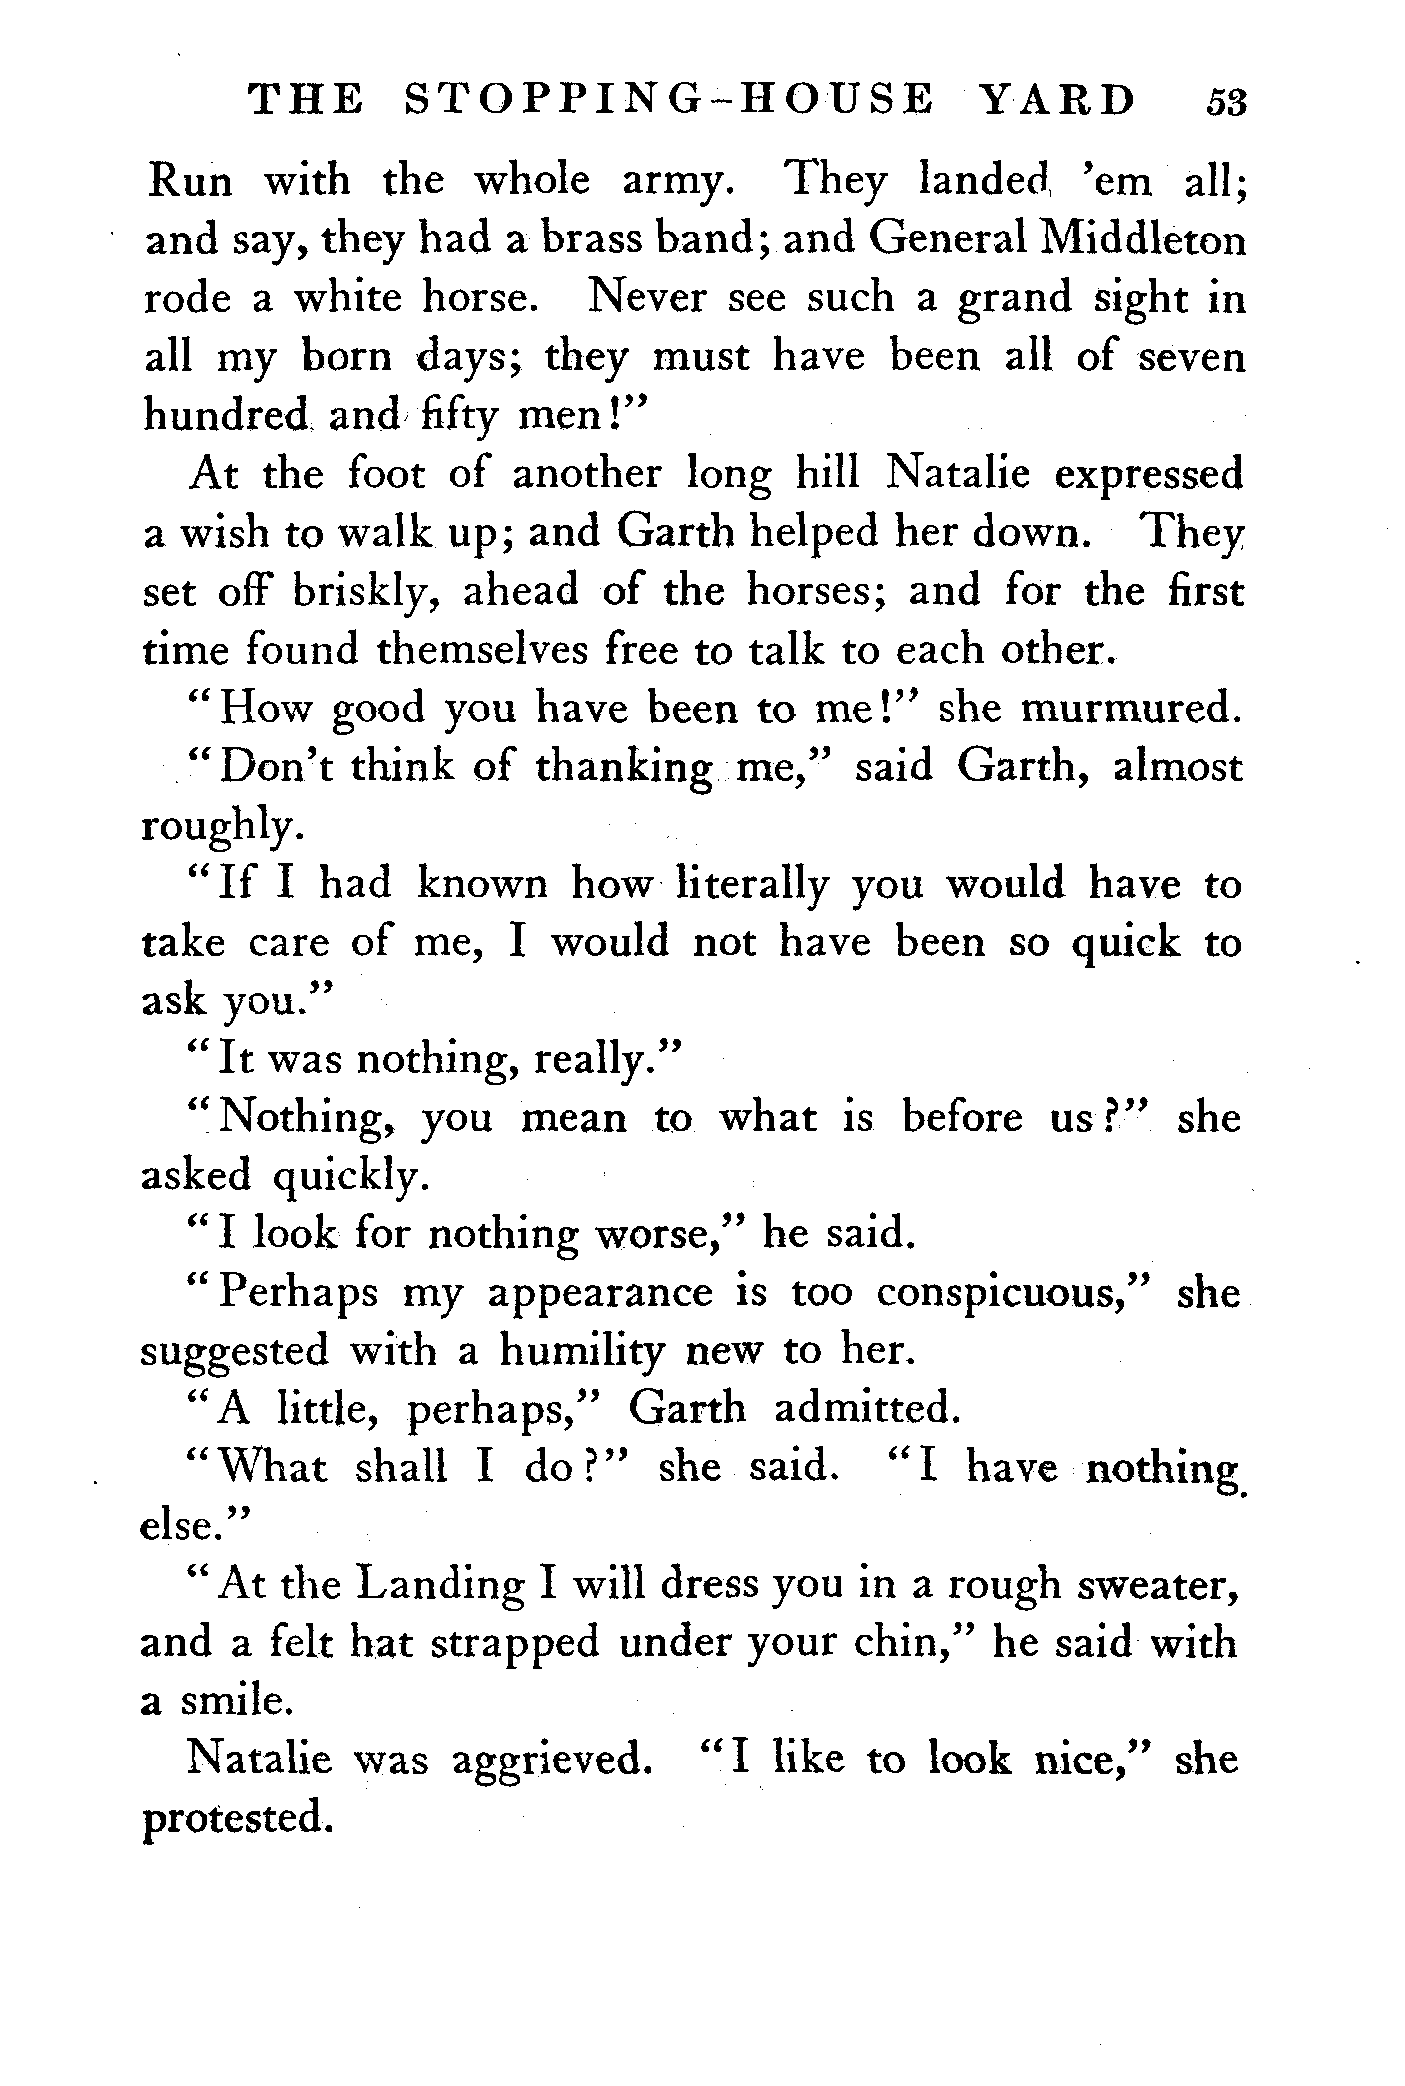 THE STOPPING-HOUSE YARD 53
Run with the whole army. They landed 'em all;
and say, they had a brass band; and General Middleton
rode a white horse. Never see such a grand sight in
all my born days; they must have been all of seven
hundred and fifty men!"
At the foot of another long hill Natalie expressed
a wish to walk up; and Garth helped her down. They
set off briskly, ahead of the horses; and for the first
time found themselves free to talk to each other.
"How good you have been to me!" she murmured.
"Don't think of thanking me," said Garth, almost
roughly.
"If I had known how literally you would have to
take care of me, I would not have been so quick to
ask you."
"It was nothing, really."
"Nothing, you mean to what is before us?" she
asked quickly.
"I look for nothing worse," he said.
"Perhaps my appearance is too conspicuous," she
suggested with a humility new to her.
"A little, perhaps," Garth admitted.
"What shall I do?" she said. "I have nothing
else."
"At the Landing I will dress you in a rough sweater,
and a felt hat strapped under your chin," he said with
a smile.
Natalie was aggrieved. "I like to look nice," she
protested.